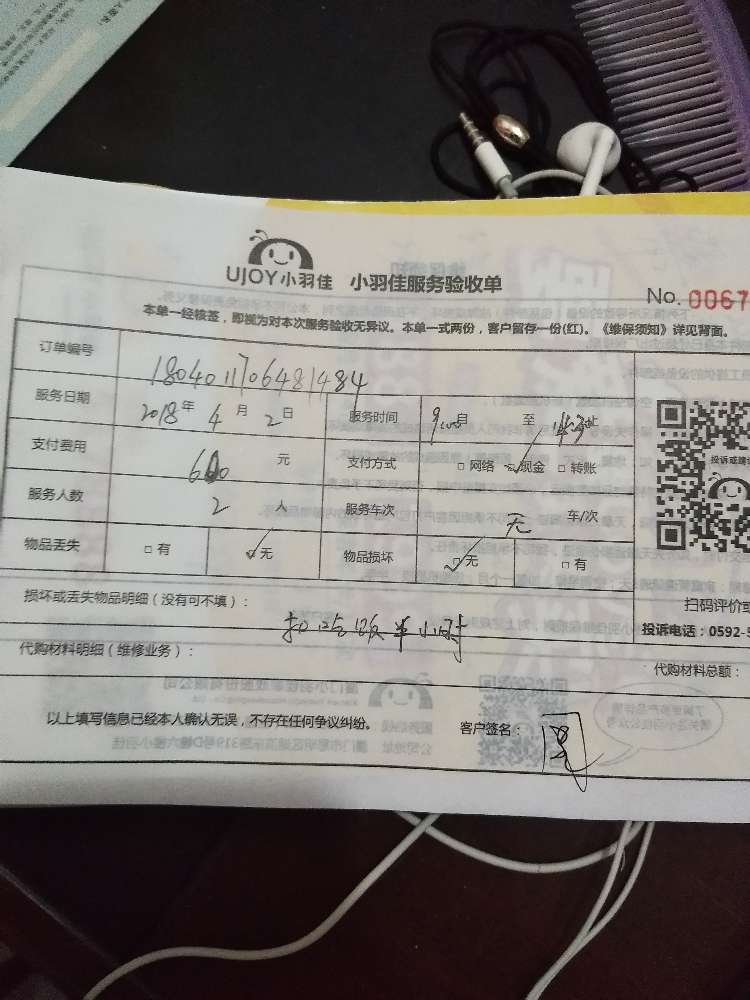 UJOY小羽佳 小羽佳服务验收单
No. 0067
本单一经核签，即视为对本次服务验收无异议。本单一式两份，客户留存一份(红)。《维保须知》详见背面。
订单编号
服务日期 2018年 4月 2日 服务时间 自 至 止
支付费用 元 支付方式 □ 网络 ✓现金 □ 转账
服务人数 2 人 服务车次 无 车/次
物品丢失 □ 有 ✓无 物品损坏 ✓无 □ 有
投诉或
扫码评价或
投诉电话：0592-5
损坏或丢失物品明细（没有可不填）：
扣吃饭半小时
代购材料明细（维修业务）： 代购材料总额：
以上填写信息已经本人确认无误，不存在任何争议纠纷。 客户签名：